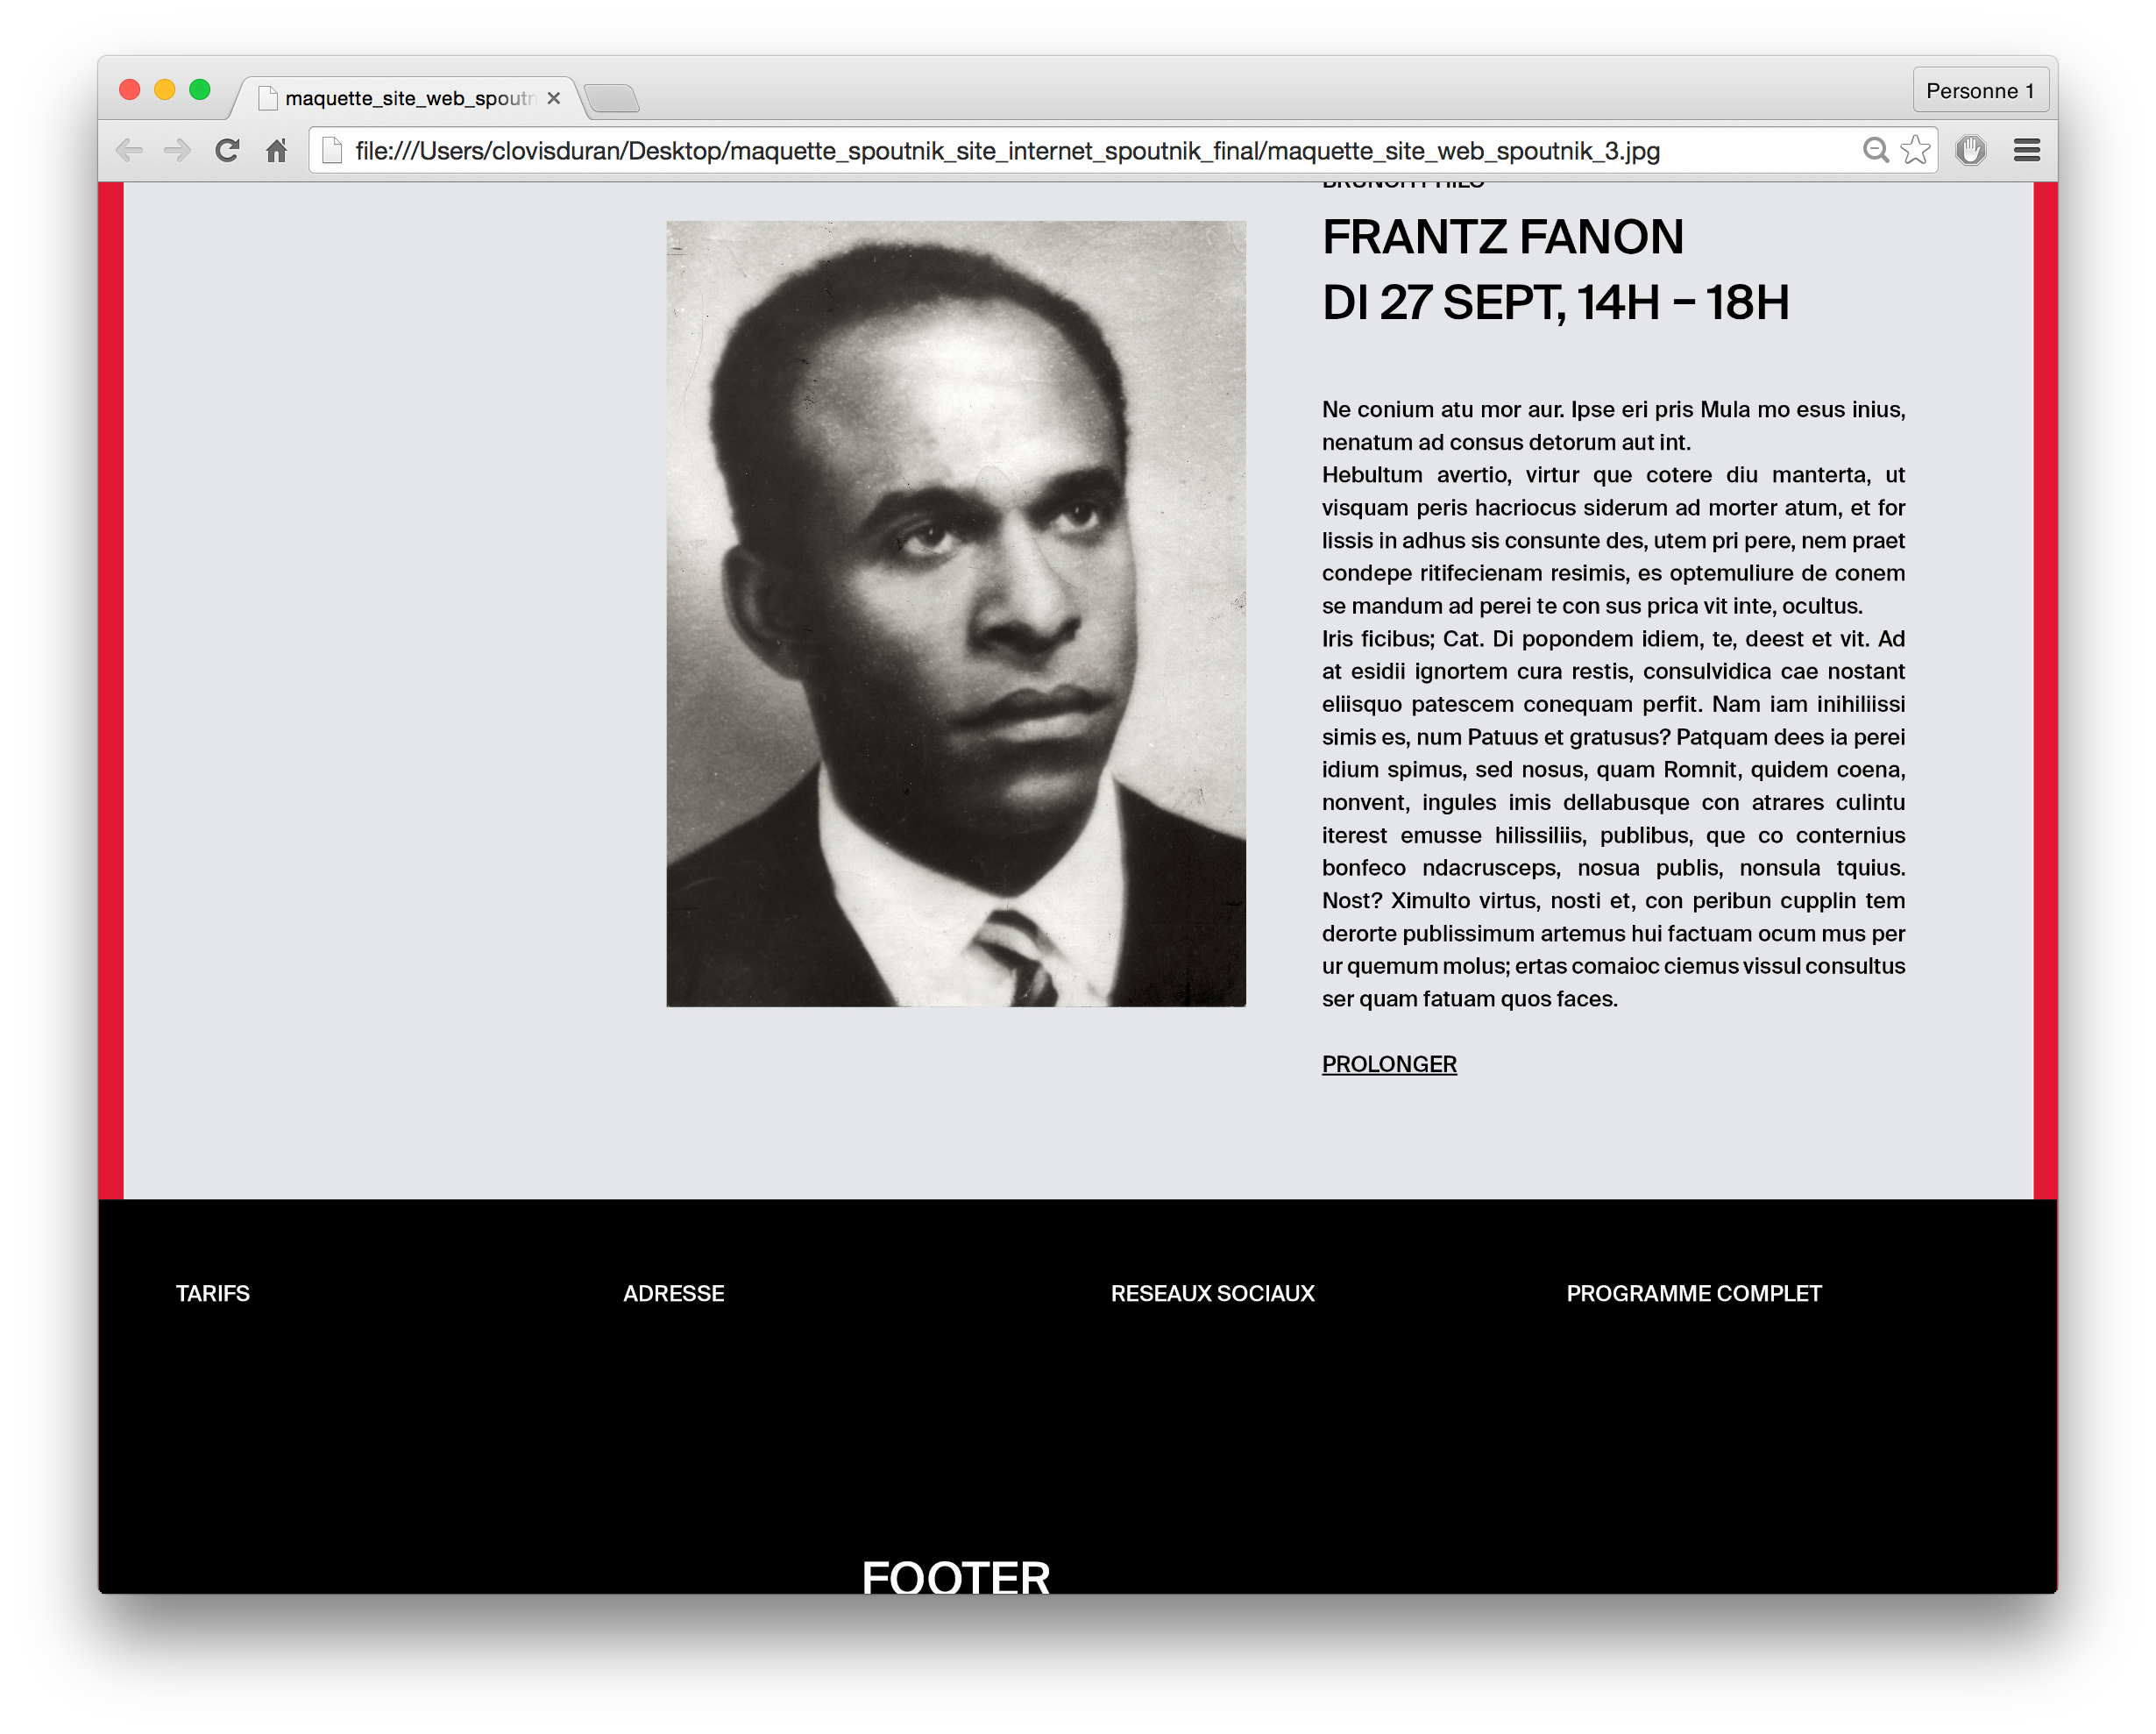 maquette_site_web_spoutn
Personne 1
file:///Users/clovisduran/Desktop/maquette_spoutnik_site_internet_spoutnik_final/maquette_site_web_spoutnik_3.jpg
BRUNCH PHILO
FRANTZ FANON
DI 27 SEPT, 14H – 18H
Ne conium atu mor aur. Ipse eri pris Mula mo esus inius,
nenatum ad consus detorum aut int.
Hebultum avertio, virtur que cotere diu manterta, ut
visquam peris hacriocus siderum ad morter atum, et for
lissis in adhus sis consunte des, utem pri pere, nem praet
condepe ritifecienam resimis, es optemuliure de conem
se mandum ad perei te con sus prica vit inte, ocultus.
Iris ficibus; Cat. Di popondem idiem, te, deest et vit. Ad
at esidii ignortem cura restis, consulvidica cae nostant
eliisquo patescem conequam perfit. Nam iam inihiliissi
simis es, num Patuus et gratusus? Patquam dees ia perei
idium spimus, sed nosus, quam Romnit, quidem coena,
nonvent, ingules imis dellabusque con atrares culintu
iterest emusse hilissiliis, publibus, que co conternius
bonfeco ndacrusceps, nosua publis, nonsula tquius.
Nost? Ximulto virtus, nosti et, con peribun cupplin tem
derorte publissimum artemus hui factuam ocum mus per
ur quemum molus; ertas comaioc ciemus vissul consultus
ser quam fatuam quos faces.
PROLONGER
TARIFS
ADRESSE
RESEAUX SOCIAUX
PROGRAMME COMPLET
FOOTER